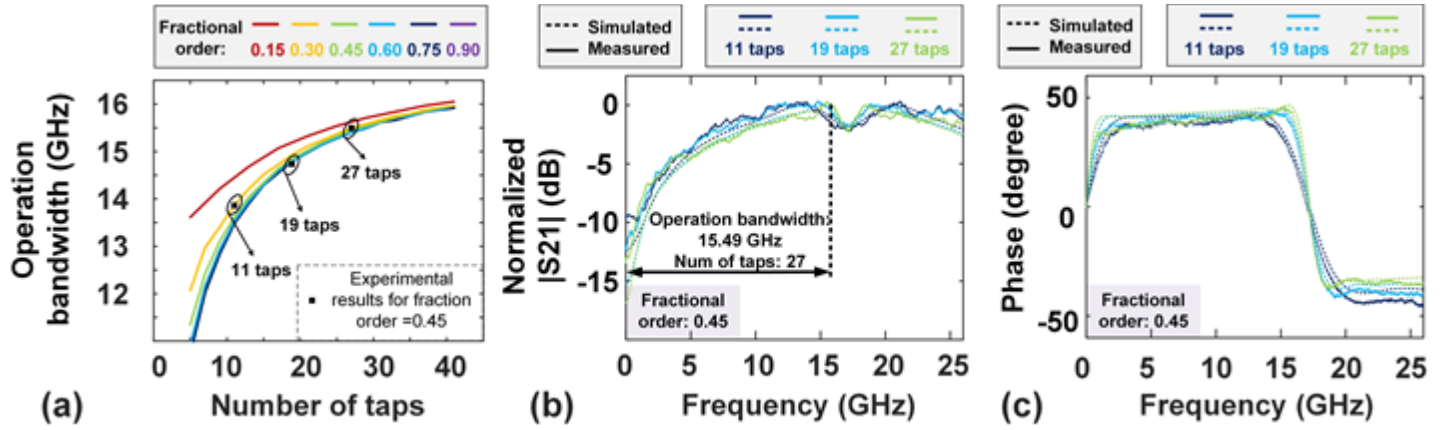 Fractional
order: 0.15 0.30 0.45 0.60 0.75 0.90
Operation
bandwidth (GHz)
16
15
14
13
12
27 taps
19 taps
11 taps
Experimental
results for fraction
order =0.45
0 10 20 30 40
(a)
Number of taps
Simulated
Measured
11 taps 19 taps 27 taps
Normalized
|S21| (dB)
0
-5
-10
-15
Operation bandwidth:
15.49 GHz
Num of taps: 27
Fractional
order: 0.45
0 5 10 15 20 25
(b)
Frequency (GHz)
Simulated
Measured
11 taps 19 taps 27 taps
Phase (degree)
50
0
-50
Fractional
order: 0.45
0 5 10 15 20 25
(c)
Frequency (GHz)